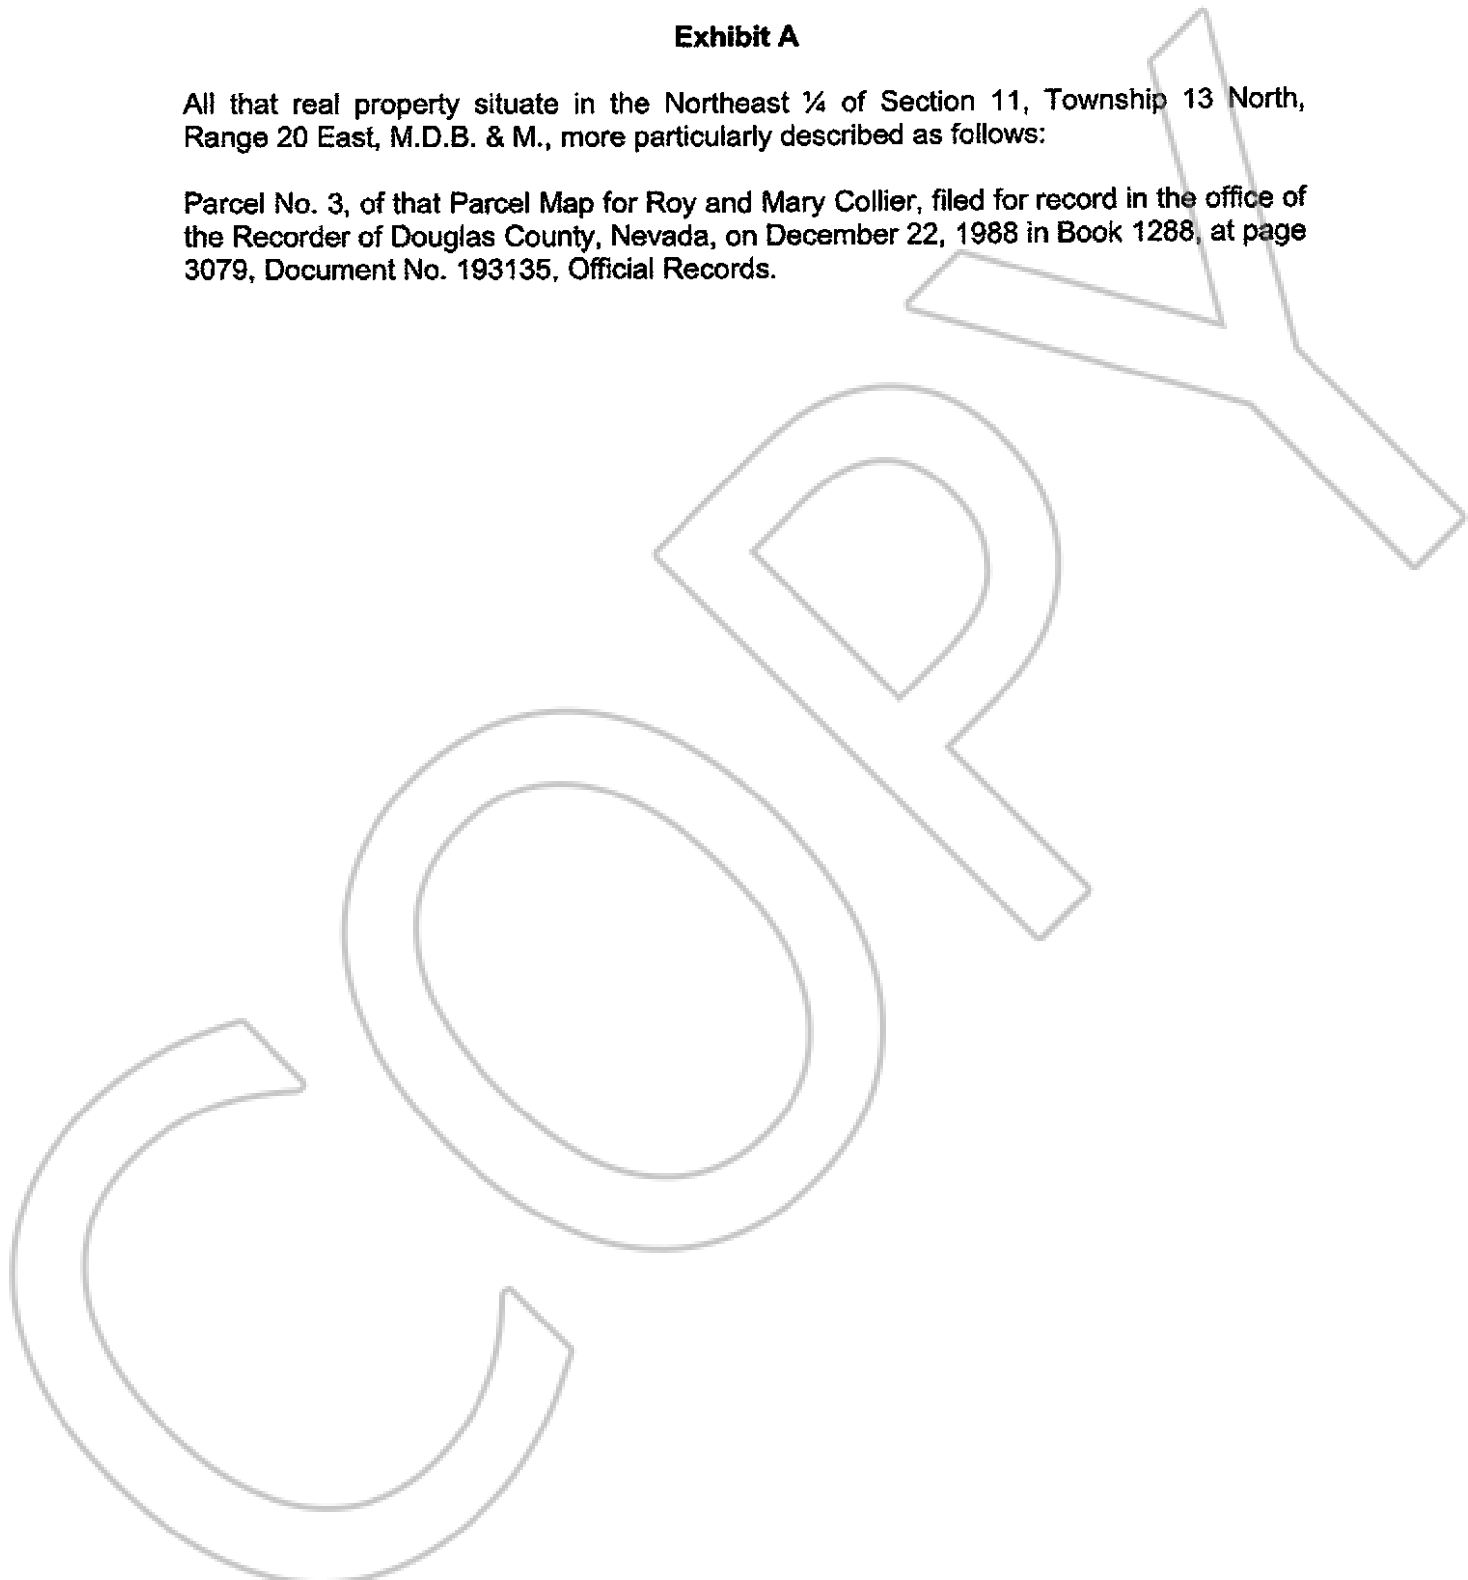 Exhibit A
All that real property situate in the Northeast ¼ of Section 11, Township 13 North,
Range 20 East, M.D.B. & M., more particularly described as follows:
Parcel No. 3, of that Parcel Map for Roy and Mary Collier, filed for record in the office of
the Recorder of Douglas County, Nevada, on December 22, 1988 in Book 1288, at page
3079, Document No. 193135, Official Records.
COPY